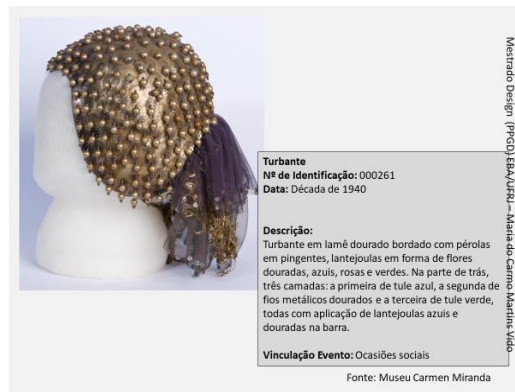 Turbante
Nº de Identificação: 000261
Data: Década de 1940
Descrição:
Turbante em lamê dourado bordado com pérolas
em pingentes, lantejoulas em forma de flores
douradas, azuis, rosas e verdes. Na parte de trás,
três camadas: a primeira de tule azul, a segunda de
fios metálicos dourados e a terceira de tule verde,
todas com aplicação de lantejoulas azuis e
douradas na barra.
Vinculação Evento: Ocasiões sociais
Fonte: Museu Carmen Miranda
Mestrado Design (PPGD) EBA/UFRJ – Maria do Carmo Martins Vido